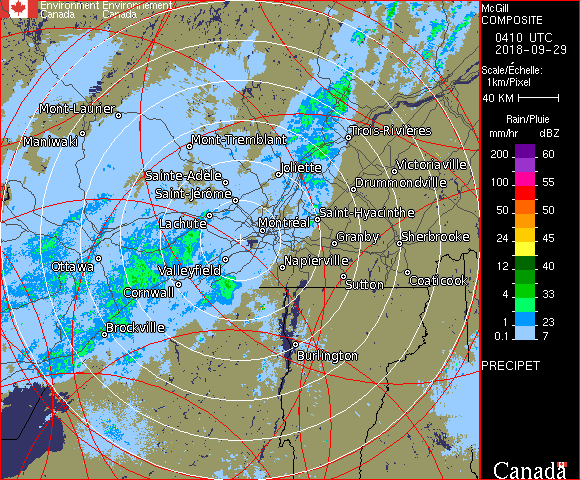 Environment Environnement
Canada Canada
Mont-Laurier
Maniwaki
Mont-Tremblant
Trois-Rivières
Joliette
Victoriaville
Sainte-Adèle
Drummondville
Saint-Jérôme
Lachute
Saint-Hyacinthe
Montréal
Granby
Sherbrooke
Ottawa
Valleyfield
Napierville
Cornwall
Sutton
Coaticook
Brockville
Burlington
McGill
COMPOSITE
0410 UTC
2018-09-29
Scale/Échelle:
1km/Pixel
40 KM
Rain/Pluie
mm/hr dBZ
200 60
100 55
50 50
24 45
12 40
4 33
1 23
0.1 7
PRECIPET
Canada